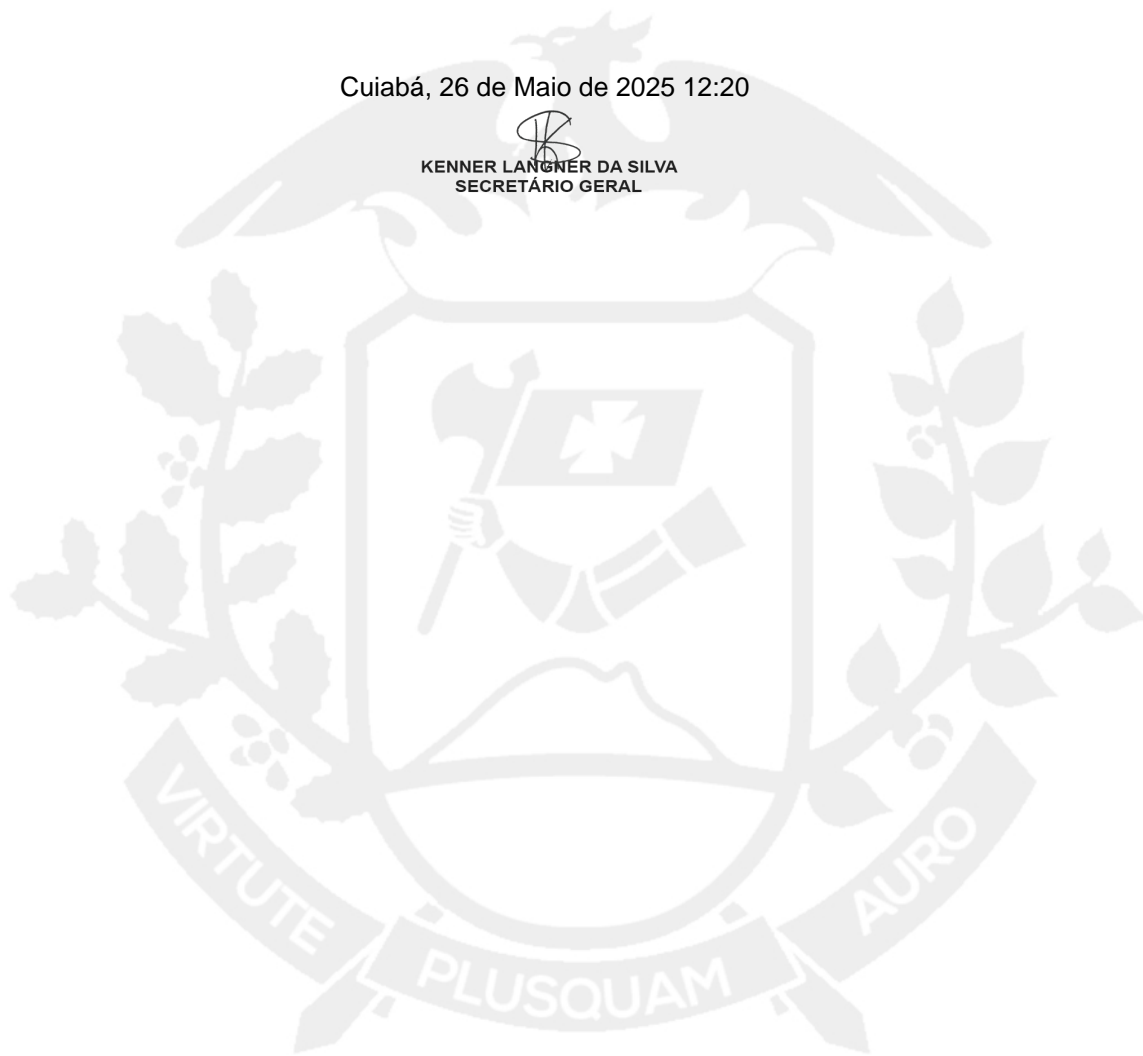 Cuiabá, 26 de Maio de 2025 12:20
KENNER LANGNER DA SILVA
SECRETÁRIO GERAL
VIRTUTE
PLUSQUAM
AURO